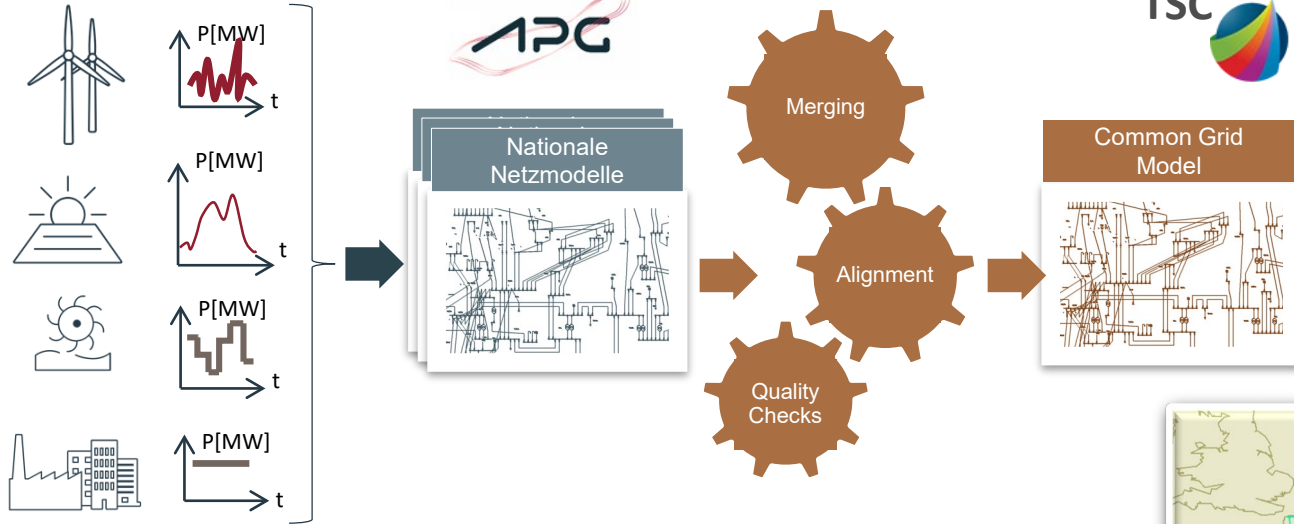 APG
TSC
P[MW]
t
P[MW]
t
P[MW]
t
P[MW]
t
Nationale
Netzmodelle
Merging
Alignment
Quality
Checks
Common Grid
Model